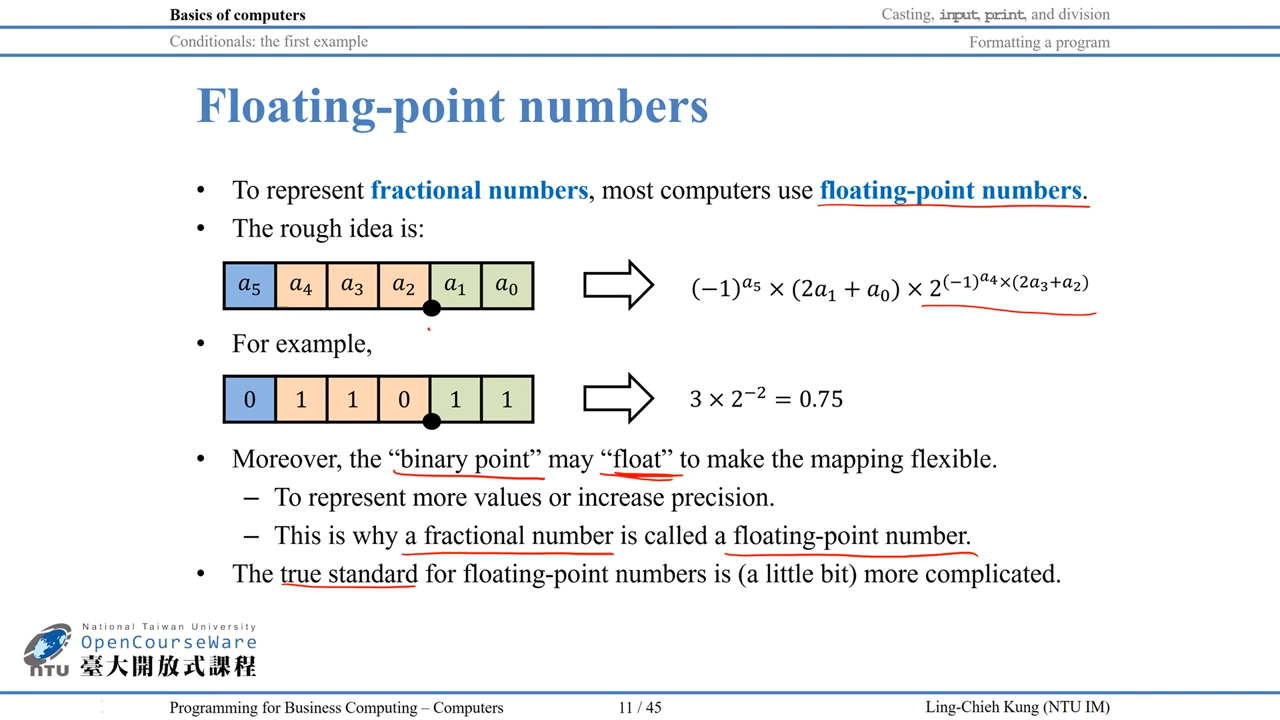 Basics of computers
Casting, input, print, and division
Conditionals: the first example
Formatting a program
Floating-point numbers
• To represent fractional numbers, most computers use floating-point numbers.
• The rough idea is:
a₅ a₄ a₃ a₂ a₁ a₀ (−1)^a₅ × (2a₁ + a₀) × 2^((−1)^a₄×(2a₃+a₂))
• For example,
0 1 1 0 1 1 3 × 2⁻² = 0.75
• Moreover, the “binary point” may “float” to make the mapping flexible.
– To represent more values or increase precision.
– This is why a fractional number is called a floating-point number.
• The true standard for floating-point numbers is (a little bit) more complicated.
National Taiwan University
OpenCourseWare
NTU 臺大開放式課程
Programming for Business Computing – Computers
11 / 45
Ling-Chieh Kung (NTU IM)